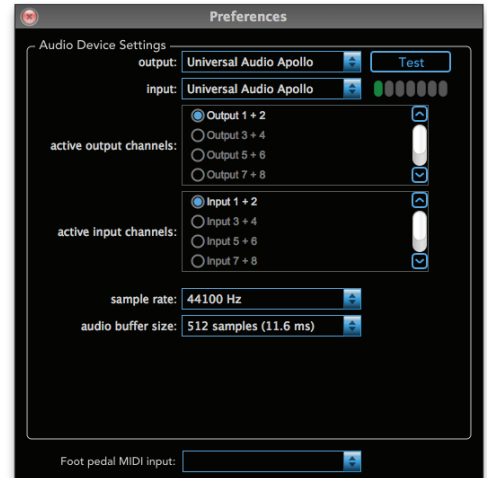 Preferences
Audio Device Settings
output: Universal Audio Apollo Test
input: Universal Audio Apollo
active output channels:
Output 1 + 2
Output 3 + 4
Output 5 + 6
Output 7 + 8
active input channels:
Input 1 + 2
Input 3 + 4
Input 5 + 6
Input 7 + 8
sample rate: 44100 Hz
audio buffer size: 512 samples (11.6 ms)
Foot pedal MIDI input: